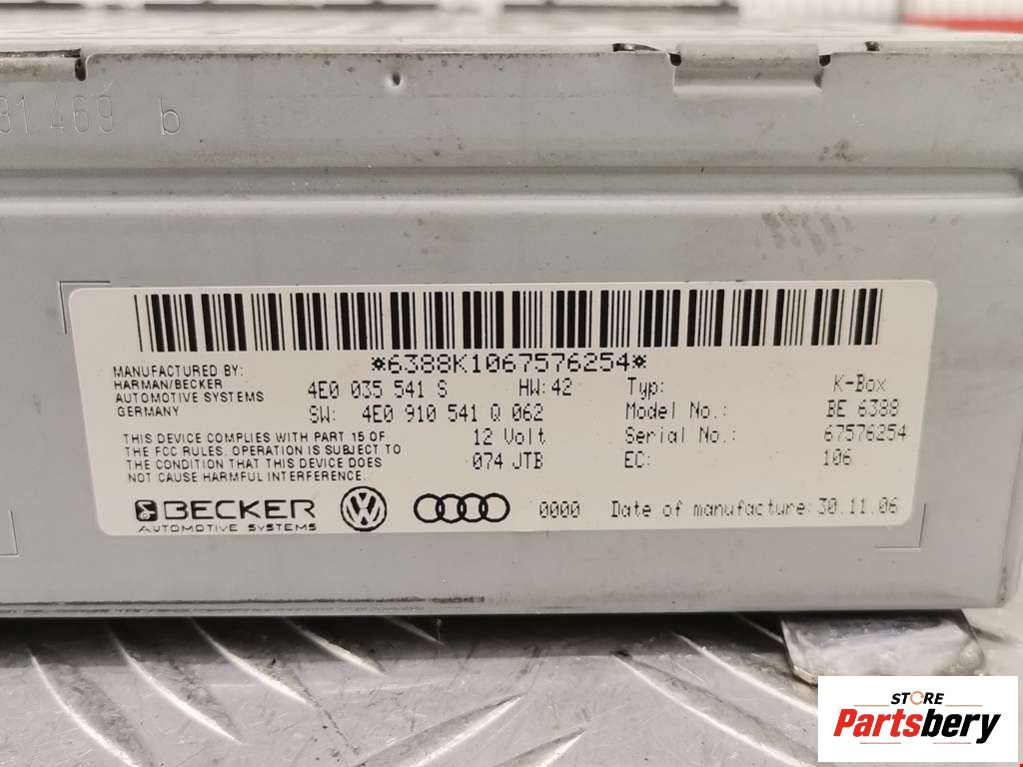 469 b
*6388K1067576254*
MANUFACTURED BY:
HARMAN/BECKER
AUTOMOTIVE SYSTEMS
GERMANY
4E0 035 541 S HW: 42
SW: 4E0 910 541 Q 062
12 Volt
074 JTB
Typ: K-Box
Model No.: BE 6388
Serial No.: 67576254
EC: 106
THIS DEVICE COMPLIES WITH PART 15 OF
THE FCC RULES. OPERATION IS SUBJECT TO
THE CONDITION THAT THIS DEVICE DOES
NOT CAUSE HARMFUL INTERFERENCE.
BECKER
AUTOMOTIVE SYSTEMS
0000 Date of manufacture: 30.11.06
STORE
Partsbery